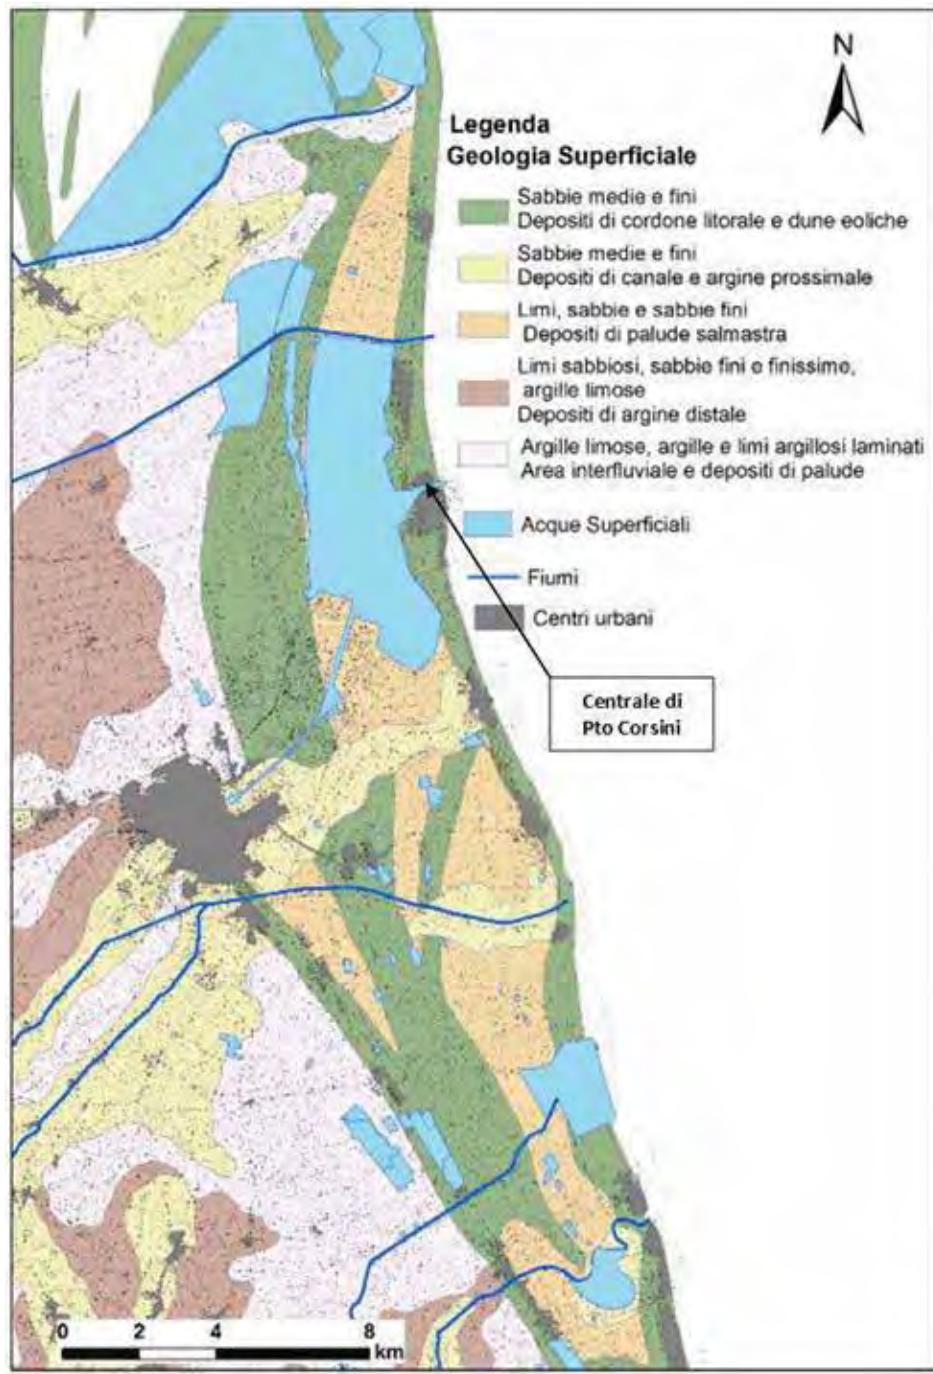 N
Legenda
Geologia Superficiale
Sabbie medie e fini
Depositi di cordone litorale e dune eoliche
Sabbie medie e fini
Depositi di canale e argine prossimale
Limi, sabbie e sabbie fini
Depositi di palude salmastra
Limi sabbiosi, sabbie fini e finissime,
argille limose
Depositi di argine distale
Argille limose, argille e limi argillosi laminati
Area interfluviale e depositi di palude
Acque Superficiali
Fiumi
Centri urbani
Centrale di
Pto Corsini
0 2 4 8
km